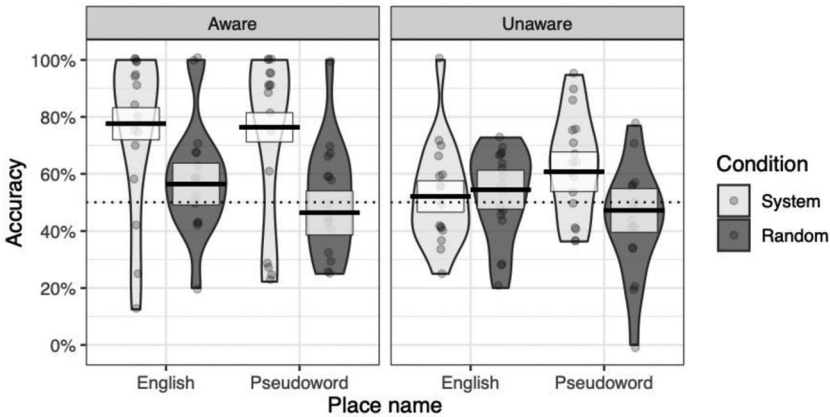 Aware
Unaware
Accuracy
100%
80%
60%
40%
20%
0%
English
Pseudoword
English
Pseudoword
Place name
Condition
System
Random